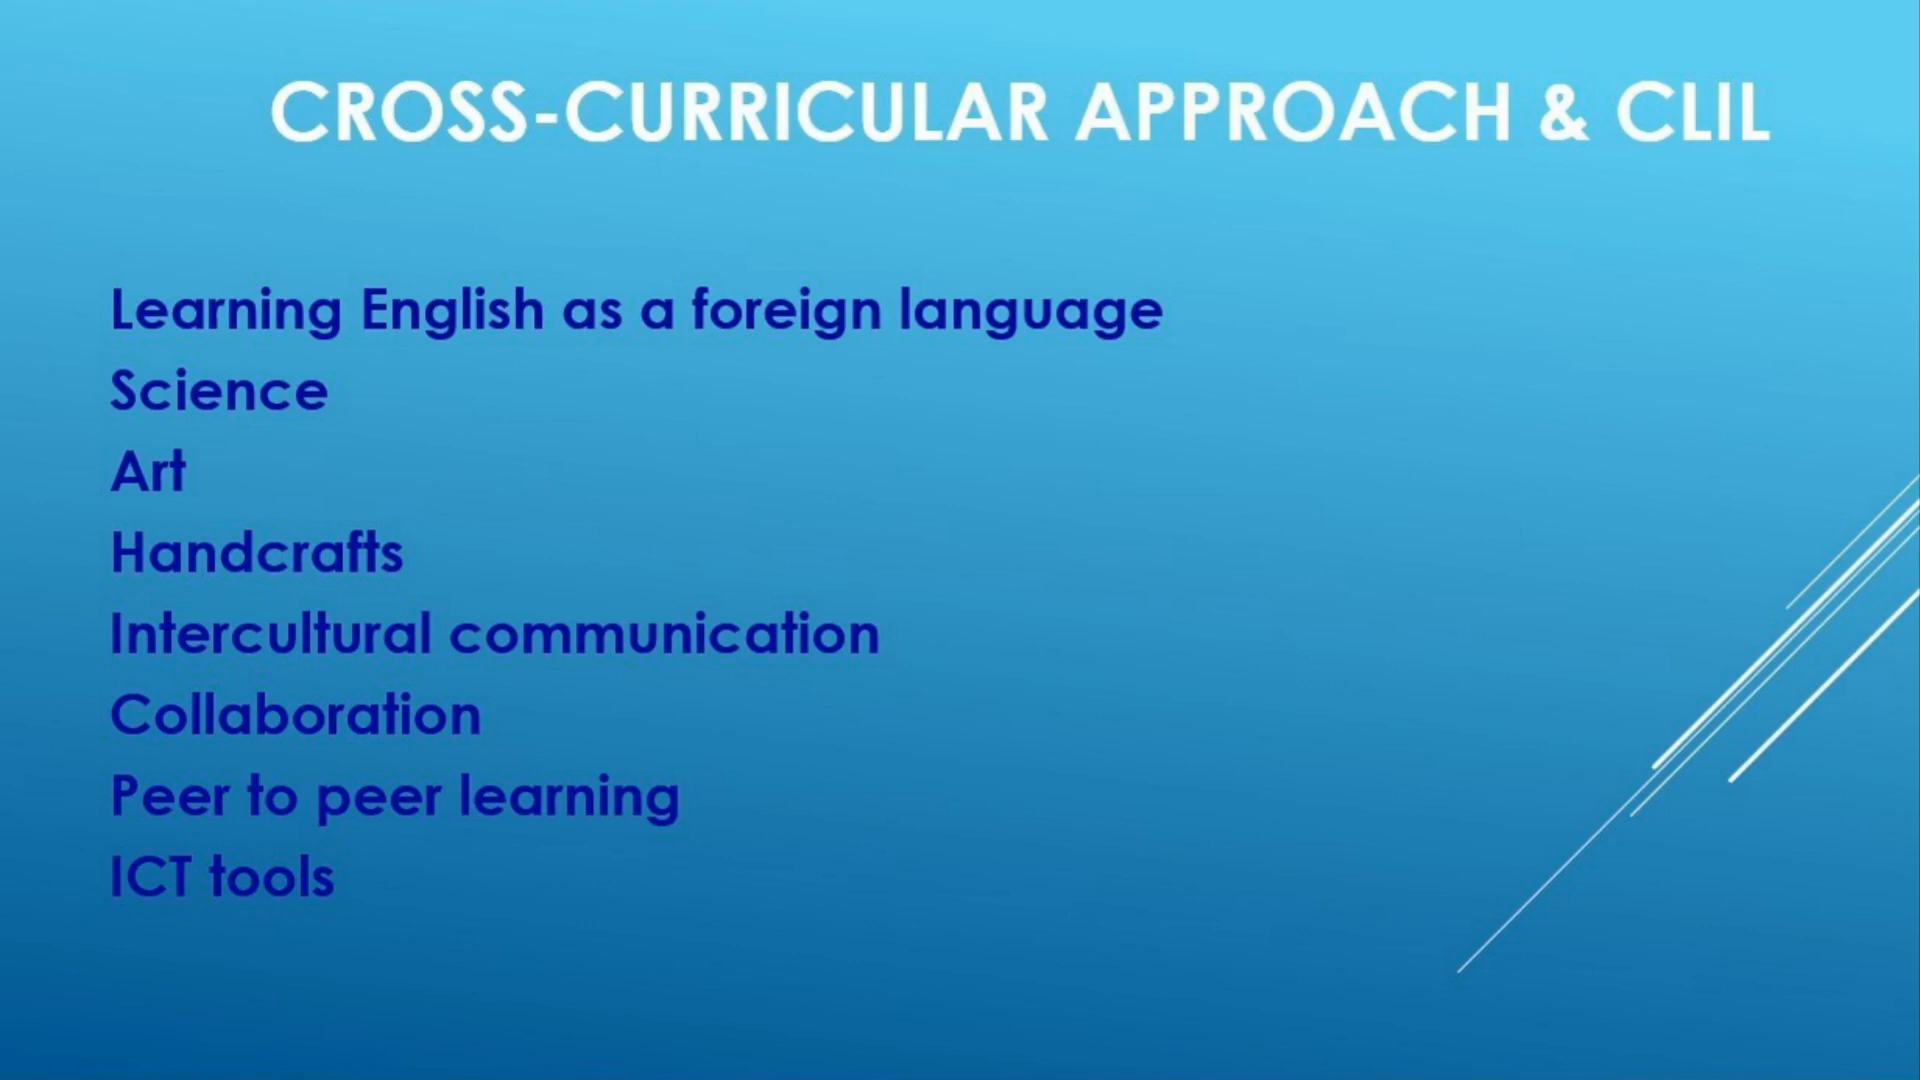 CROSS-CURRICULAR APPROACH & CLIL
Learning English as a foreign language
Science
Art
Handcrafts
Intercultural communication
Collaboration
Peer to peer learning
ICT tools